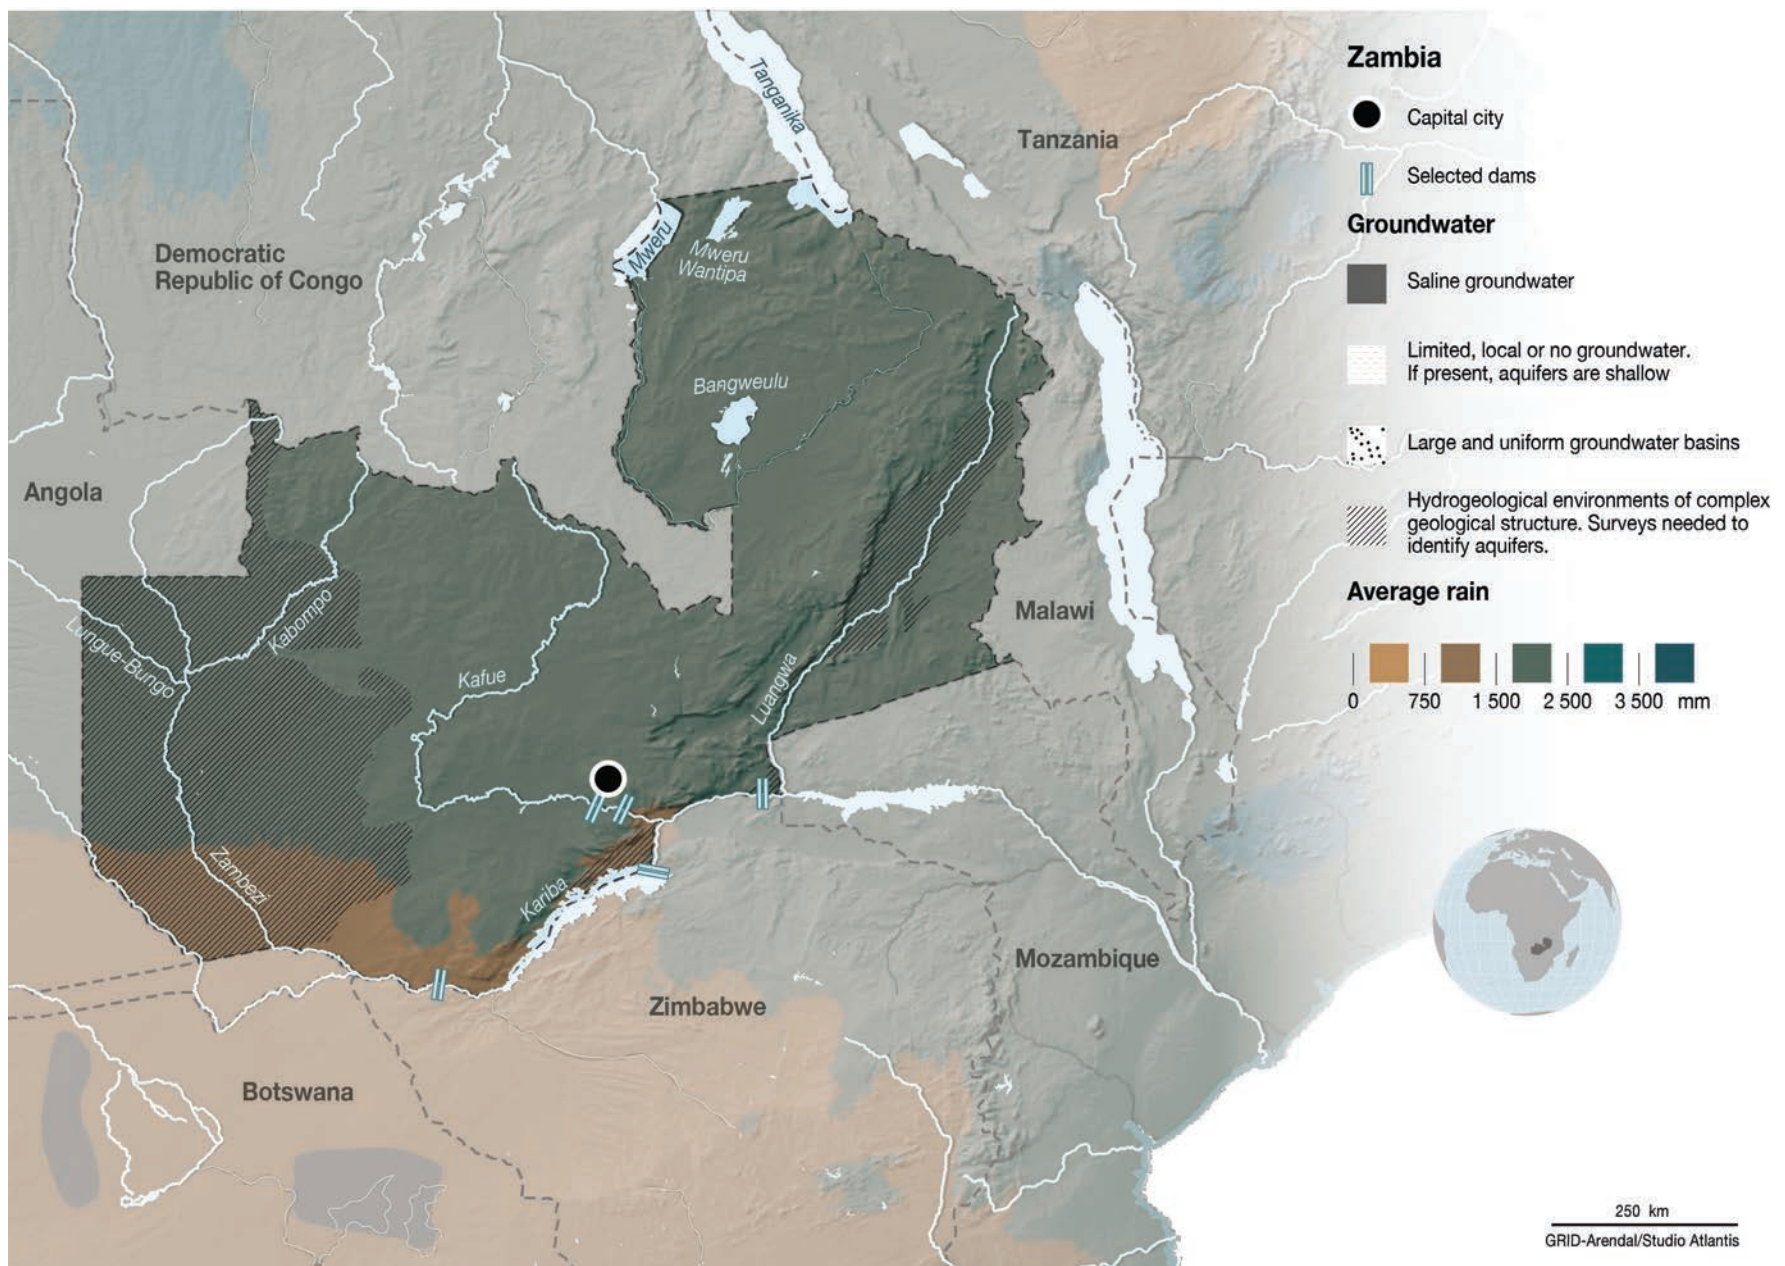 Tanganika
Tanzania
Democratic
Republic of Congo
Mweru
Mweru
Wantipa
Bangweulu
Angola
Malawi
Lungue-Bungo
Kabompo
Kafue
Luangwa
Zambezi
Kariba
Mozambique
Zimbabwe
Botswana
Zambia
Capital city
Selected dams
Groundwater
Saline groundwater
Limited, local or no groundwater.
If present, aquifers are shallow
Large and uniform groundwater basins
Hydrogeological environments of complex
geological structure. Surveys needed to
identify aquifers.
Average rain
0 750 1 500 2 500 3 500 mm
250 km
GRID-Arendal/Studio Atlantis